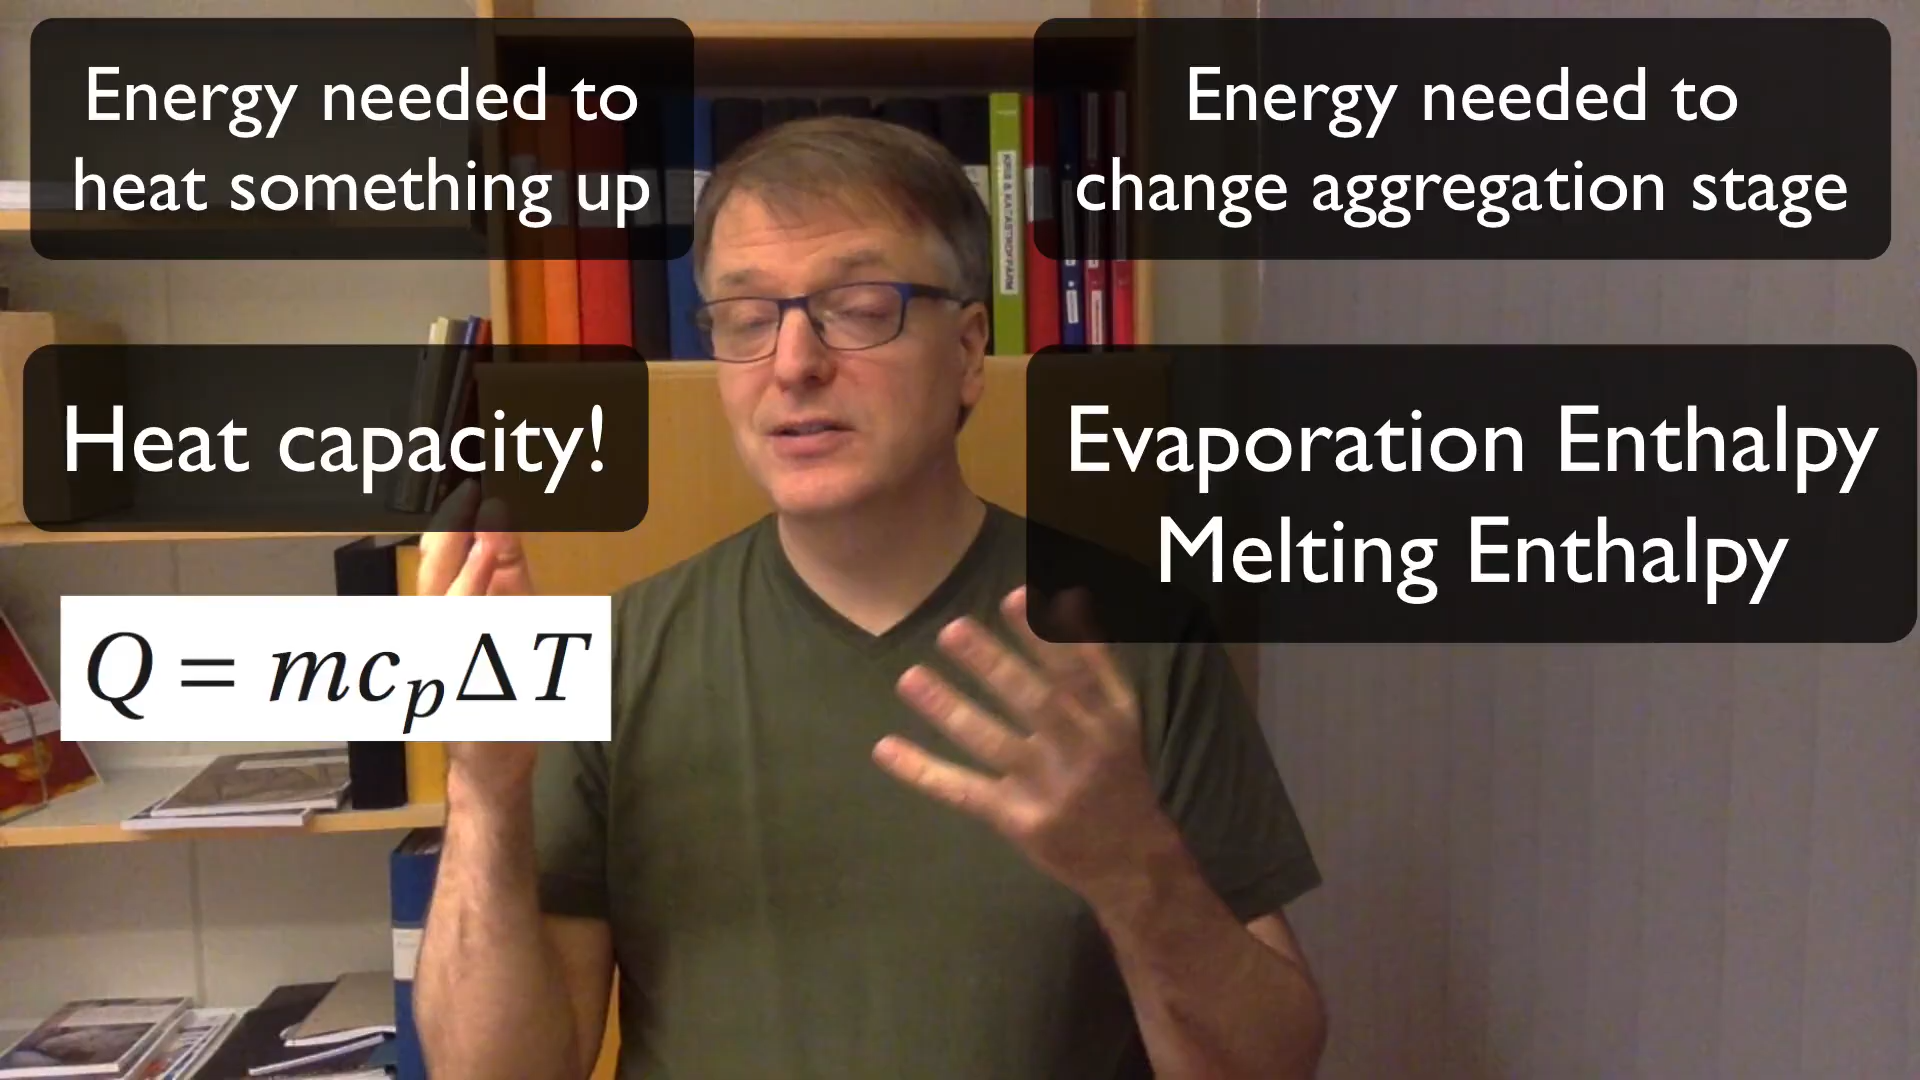 Energy needed to
heat something up
Energy needed to
change aggregation stage
Heat capacity!
Evaporation Enthalpy
Melting Enthalpy
Q = mc_pΔT